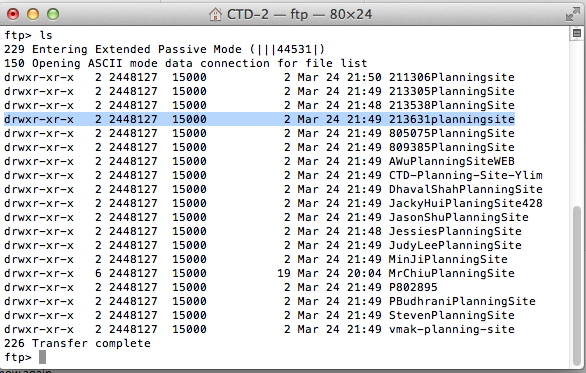 CTD-2 — ftp — 80×24
ftp> ls
229 Entering Extended Passive Mode (|||44531|)
150 Opening ASCII mode data connection for file list
drwxr-xr-x   2 2448127  15000            2 Mar 24 21:50 211306Planningsite
drwxr-xr-x   2 2448127  15000            2 Mar 24 21:49 213305PlanningSite
drwxr-xr-x   2 2448127  15000            2 Mar 24 21:48 213538PlanningSite
drwxr-xr-x   2 2448127  15000            2 Mar 24 21:49 213631planningsite
drwxr-xr-x   2 2448127  15000            2 Mar 24 21:49 805075PlanningSite
drwxr-xr-x   2 2448127  15000            2 Mar 24 21:49 809385PlanningSite
drwxr-xr-x   2 2448127  15000            2 Mar 24 21:49 AWuPlanningSiteWEB
drwxr-xr-x   2 2448127  15000            2 Mar 24 21:49 CTD-Planning-Site-Ylim
drwxr-xr-x   2 2448127  15000            2 Mar 24 21:49 DhavalShahPlanningSite
drwxr-xr-x   2 2448127  15000            2 Mar 24 21:49 JackyHuiPlaningSite428
drwxr-xr-x   2 2448127  15000            2 Mar 24 21:49 JasonShuPlanningSite
drwxr-xr-x   2 2448127  15000            2 Mar 24 21:48 JessiesPlanningSite
drwxr-xr-x   2 2448127  15000            2 Mar 24 21:49 JudyLeePlanningSite
drwxr-xr-x   2 2448127  15000            2 Mar 24 21:49 MinJiPlanningSite
drwxr-xr-x   6 2448127  15000           19 Mar 24 20:04 MrChiuPlanningSite
drwxr-xr-x   2 2448127  15000            2 Mar 24 21:49 P802895
drwxr-xr-x   2 2448127  15000            2 Mar 24 21:49 PBudhraniPlanningSite
drwxr-xr-x   2 2448127  15000            2 Mar 24 21:49 StevenPlanningSite
drwxr-xr-x   2 2448127  15000            2 Mar 24 21:49 vmak-planning-site
226 Transfer complete
ftp>